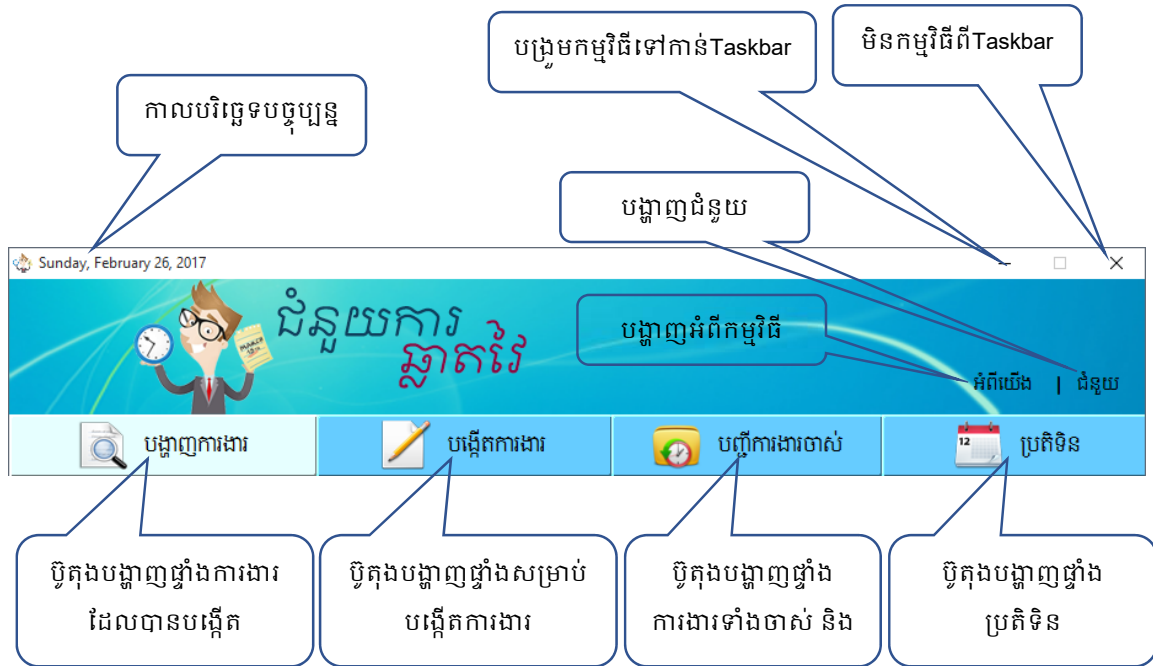 បង្រួមកម្មវិធីទៅកាន់Taskbar
មិនកម្មវិធីពីTaskbar
កាលបរិច្ឆេទបច្ចុប្បន្ន
បង្ហាញជំនួយ
Sunday, February 26, 2017
ជំនួយការ
ឆ្លាតវៃ
បង្ហាញអំពីកម្មវិធី
អំពីយើង | ជំនួយ
បង្ហាញការងារ
បង្កើតការងារ
បញ្ជីការងារចាស់
12
ប្រតិទិន
ប៊ូតុងបង្ហាញផ្ទាំងការងារ
ដែលបានបង្កើត
ប៊ូតុងបង្ហាញផ្ទាំងសម្រាប់
បង្កើតការងារ
ប៊ូតុងបង្ហាញផ្ទាំង
ការងារទាំងចាស់ និង
ប៊ូតុងបង្ហាញផ្ទាំង
ប្រតិទិន